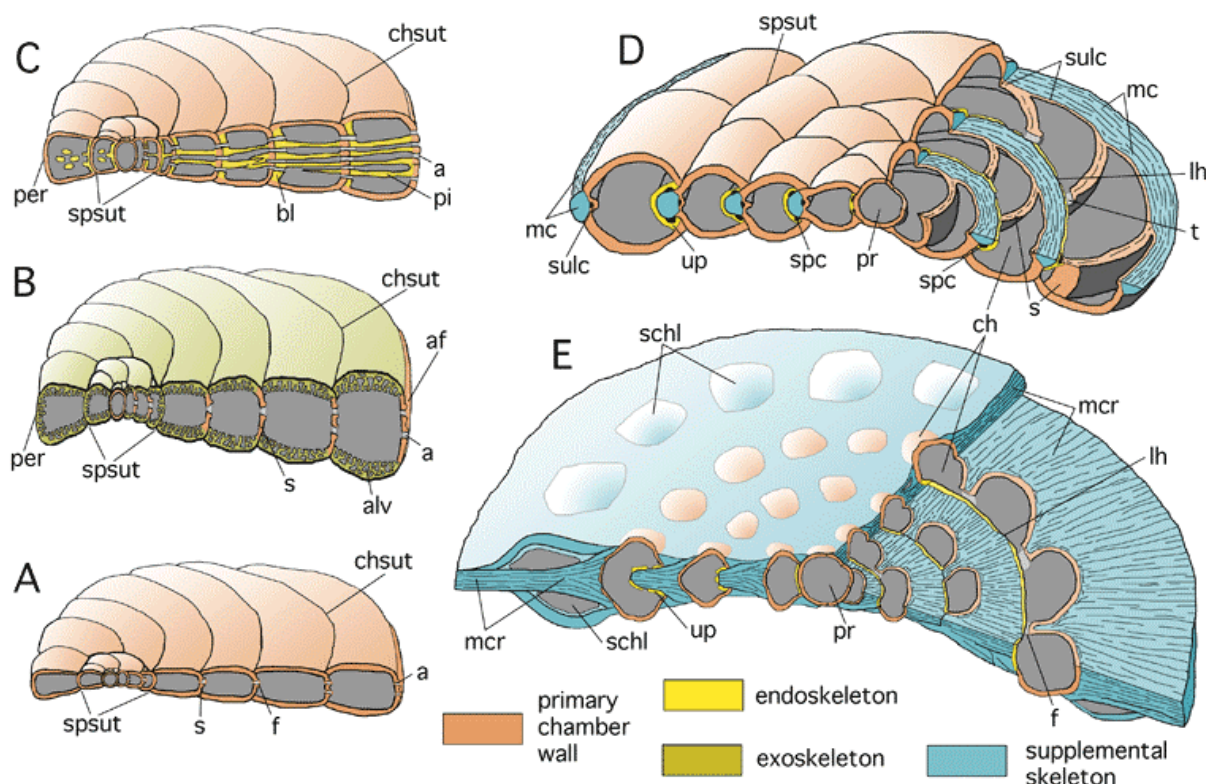 C
chsut
per
spsut
bl
a
pi
B
chsut
af
per
spsut
s
alv
a
A
chsut
spsut
s
f
a
D
spsut
sulc
mc
lh
t
mc
sulc
up
spc
pr
spc
s
ch
E
schl
mcr
lh
mcr
schl
up
pr
f
primary
chamber
wall
endoskeleton
exoskeleton
supplemental
skeleton